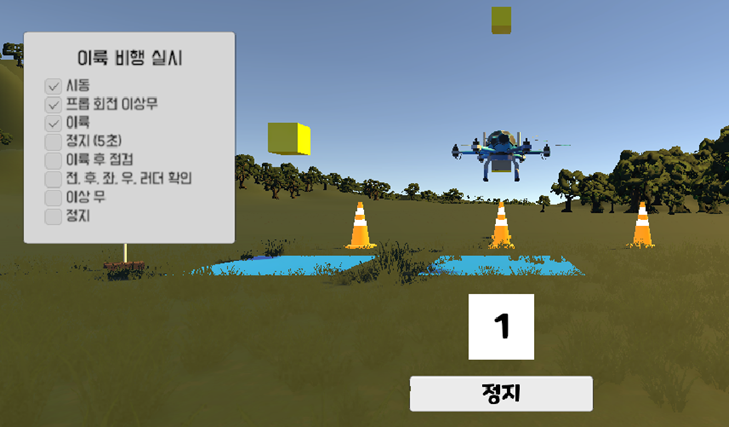 이륙 비행 실시
시동
프롭 회전 이상무
이륙
정지 (5초)
이륙 후 점검
전, 후, 좌, 우, 러더 확인
이상 무
정지
1
정지